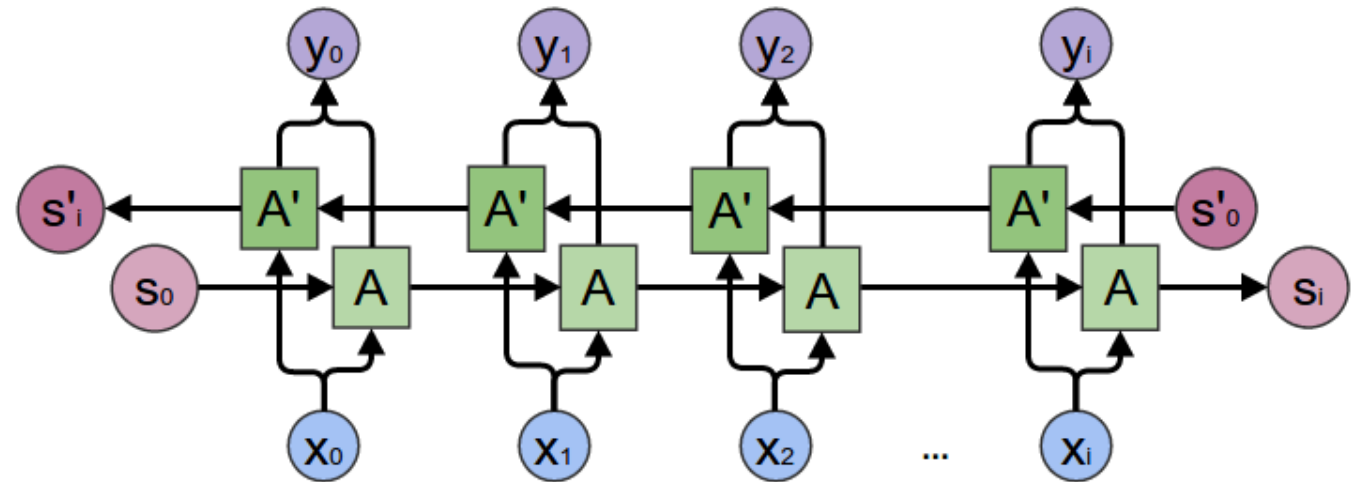 y₀ y₁ y₂ yᵢ
s'ᵢ A' A' A' A' s'₀
s₀ A A A A sᵢ
x₀ x₁ x₂ ... xᵢ